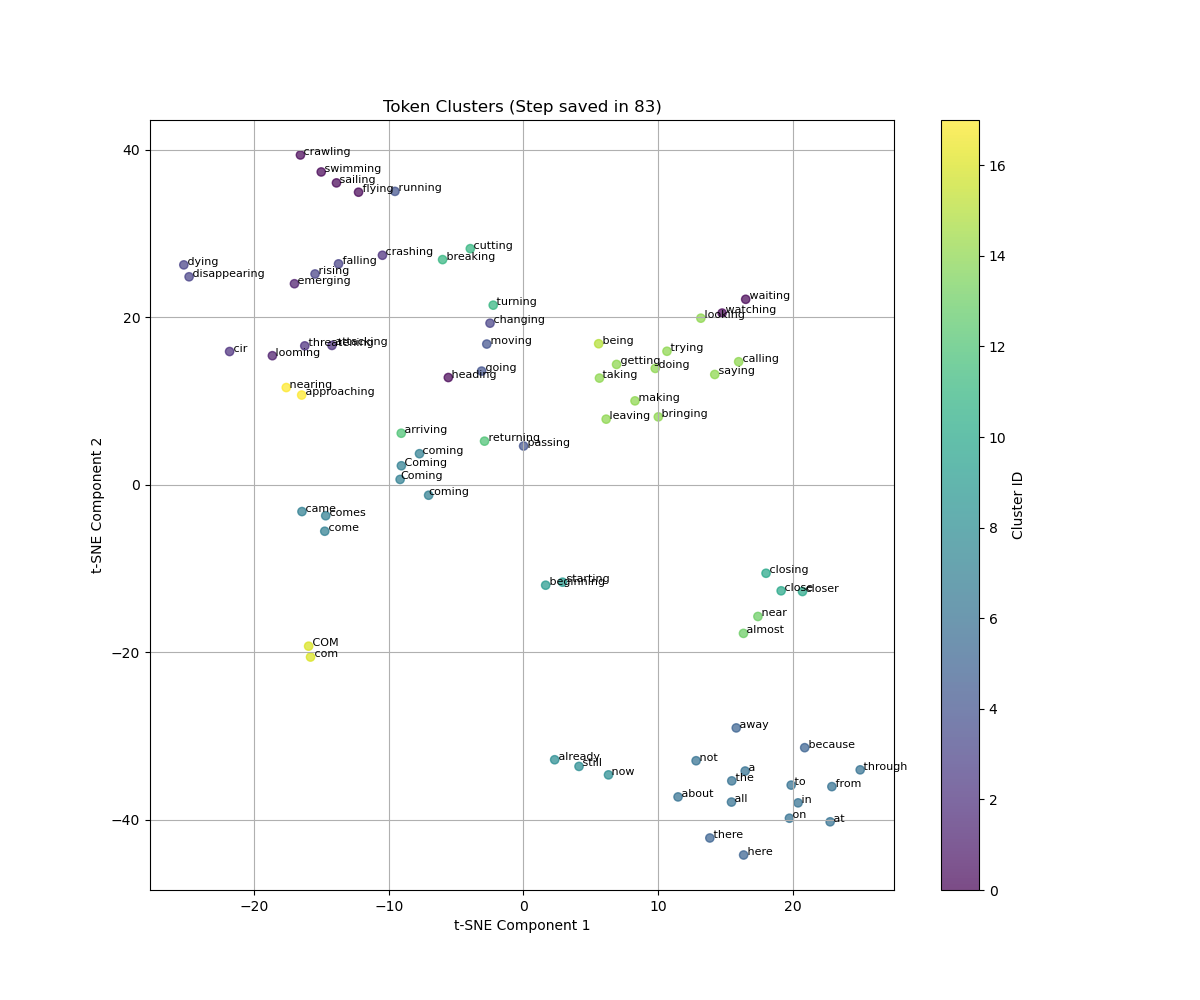 Token Clusters (Step saved in 83)
crawling
swimming
sailing
flying
running
cutting
breaking
crashing
falling
rising
emerging
dying
disappearing
turning
changing
moving
going
heading
cir
looming
threatening
attacking
nearing
approaching
waiting
watching
looking
being
trying
getting
doing
taking
calling
saying
making
leaving
bringing
arriving
returning
passing
coming
Coming
Coming
coming
came
comes
come
beginning
starting
closing
close
closer
near
almost
COM
com
away
because
already
still
now
not
a
the
through
to
from
about
all
in
on
at
there
here
40
20
0
−20
−40
−20
−10
0
10
20
t-SNE Component 1
t-SNE Component 2
16
14
12
10
8
6
4
2
0
Cluster ID